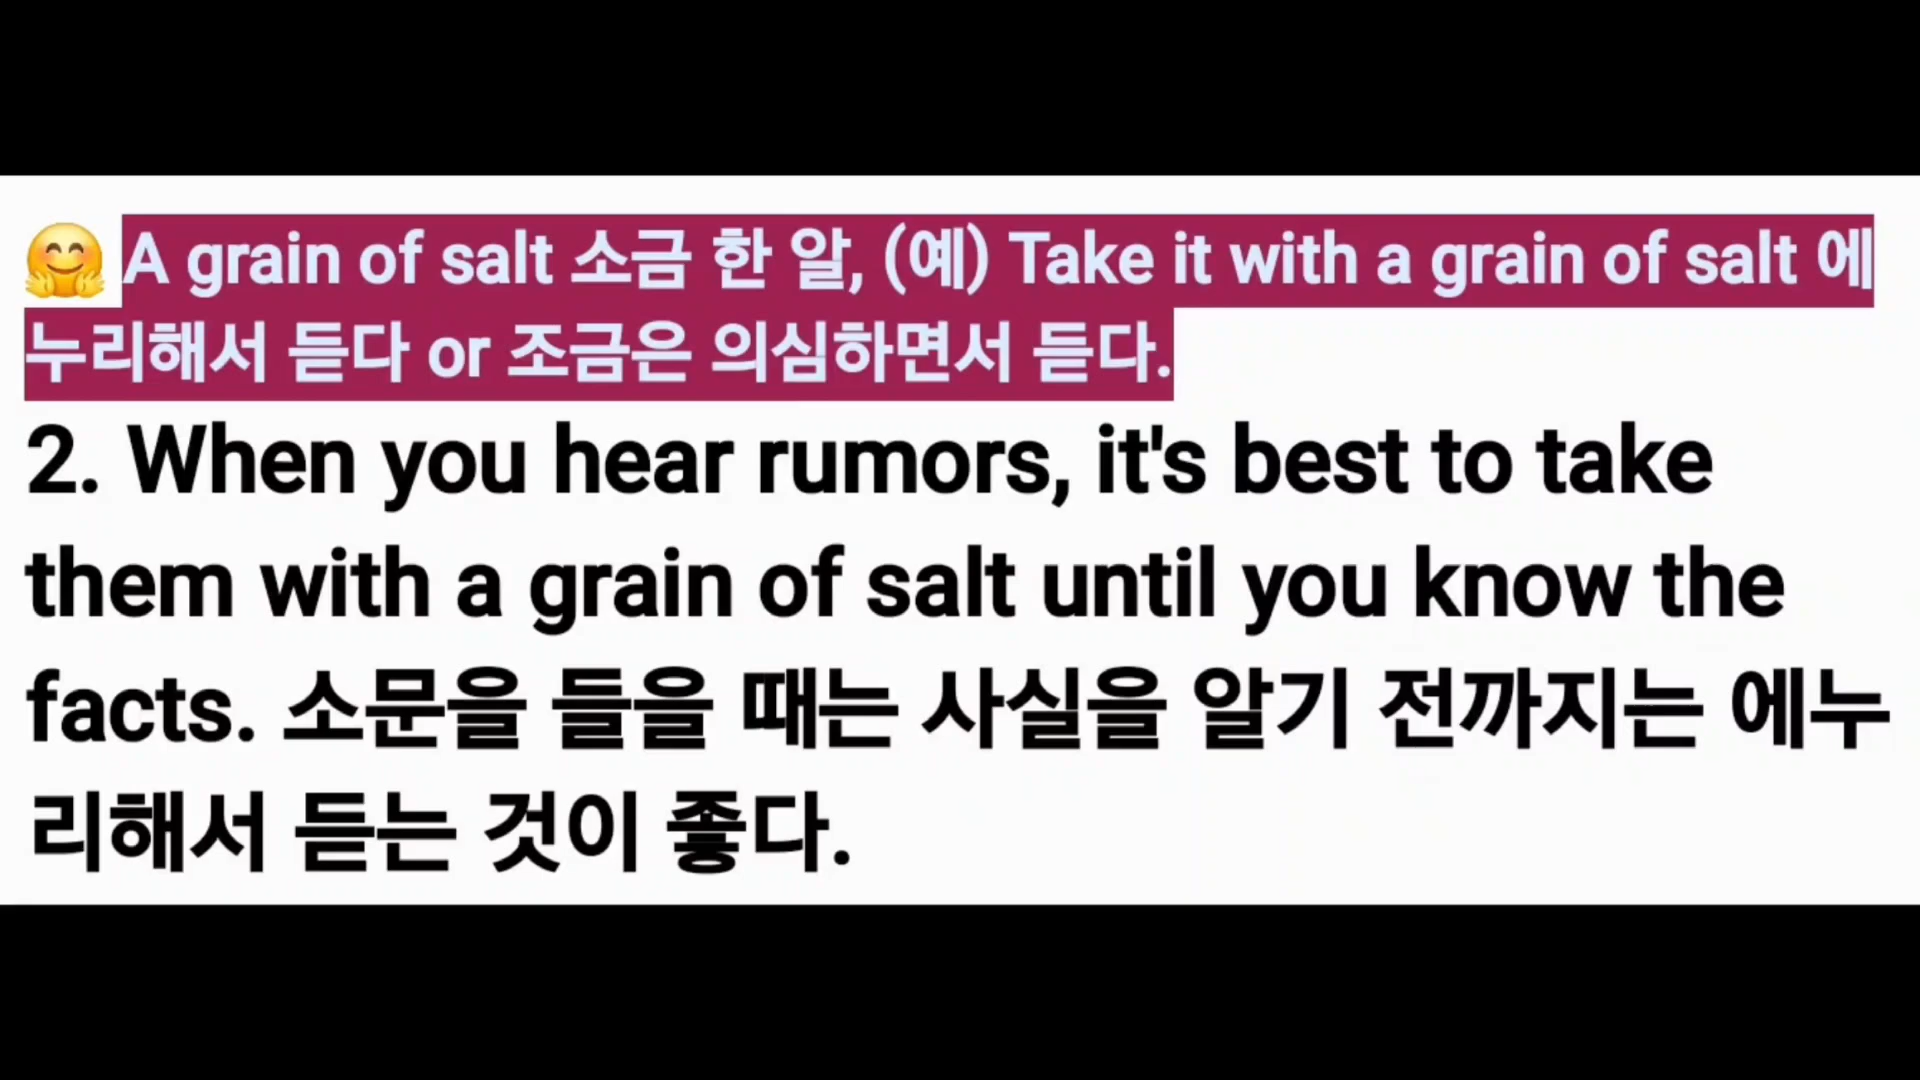 🤗 A grain of salt 소금 한 알, (예) Take it with a grain of salt 에
누리해서 듣다 or 조금은 의심하면서 듣다.
2. When you hear rumors, it's best to take
them with a grain of salt until you know the
facts. 소문을 들을 때는 사실을 알기 전까지는 에누
리해서 듣는 것이 좋다.